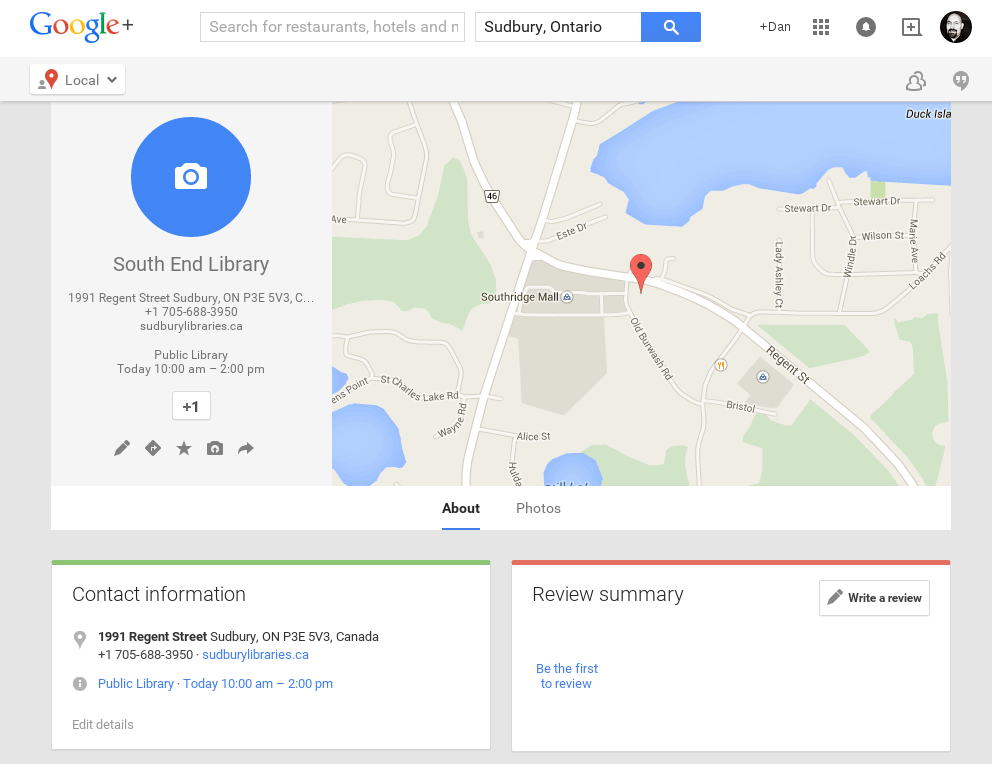 Google+
Search for restaurants, hotels and n
Sudbury, Ontario
+Dan
Local
South End Library
1991 Regent Street Sudbury, ON P3E 5V3, C…
+1 705-688-3950
sudburylibraries.ca
Public Library
Today 10:00 am – 2:00 pm
+1
Duck Isla
46
Ave
Este Dr
Stewart Dr
Stewart Dr
Wilson St
Marie Ave
Windle Dr
Lady Ashley Ct
Loachs Rd
Southridge Mall
Old Burwash Rd
Regent St
ens Point
St Charles Lake Rd
Wayne Rd
Bristol
Alice St
Hulda
About
Photos
Contact information
1991 Regent Street Sudbury, ON P3E 5V3, Canada
+1 705-688-3950 · sudburylibraries.ca
Public Library · Today 10:00 am – 2:00 pm
Edit details
Review summary
Write a review
Be the first
to review